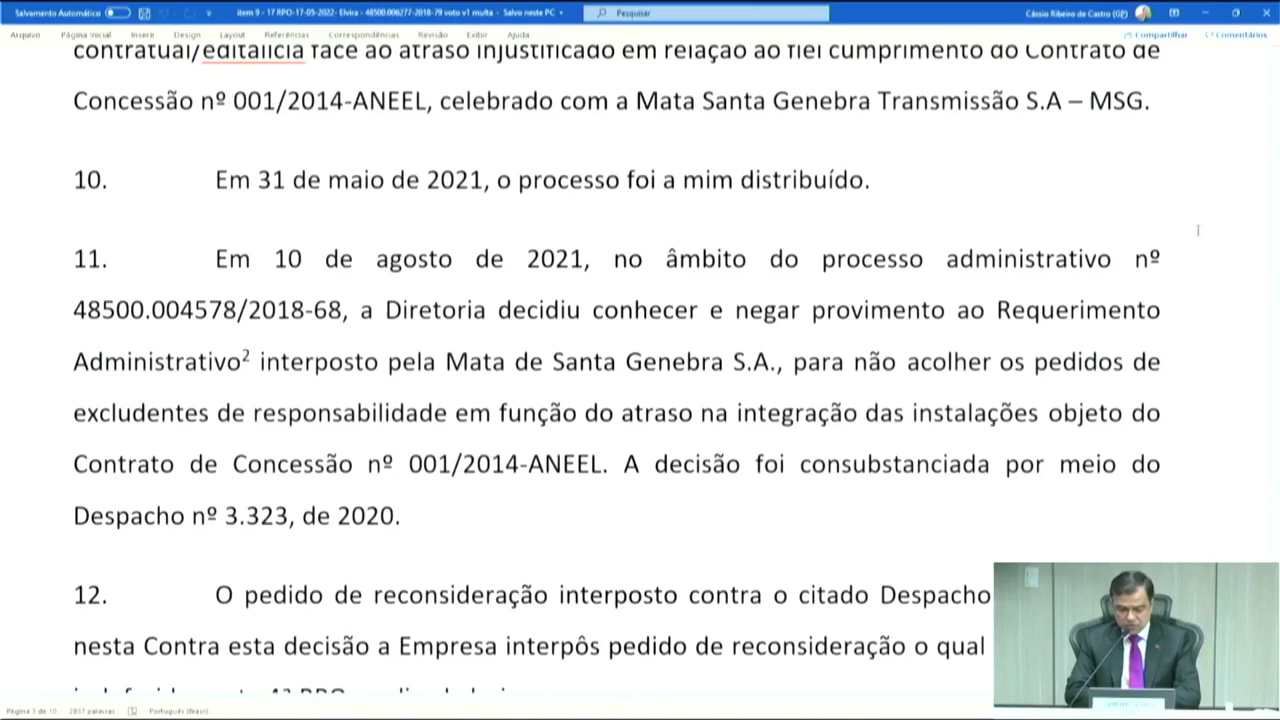 Salvamento Automático
item 9 - 17 RPO-17-05-2022- Elvira - 48500.006277-2018-79 voto v1 multa - Salvo neste PC
Pesquisar
Cássio Ribeiro de Castro (GP)
Arquivo Página Inicial Inserir Design Layout Referências Correspondências Revisão Exibir Ajuda
Compartilhar Comentários
contratual/editalícia face ao atraso injustificado em relação ao fiel cumprimento do Contrato de
Concessão nº 001/2014-ANEEL, celebrado com a Mata Santa Genebra Transmissão S.A – MSG.
10. Em 31 de maio de 2021, o processo foi a mim distribuído.
11. Em 10 de agosto de 2021, no âmbito do processo administrativo nº
48500.004578/2018-68, a Diretoria decidiu conhecer e negar provimento ao Requerimento
Administrativo² interposto pela Mata de Santa Genebra S.A., para não acolher os pedidos de
excludentes de responsabilidade em função do atraso na integração das instalações objeto do
Contrato de Concessão nº 001/2014-ANEEL. A decisão foi consubstanciada por meio do
Despacho nº 3.323, de 2020.
12. O pedido de reconsideração interposto contra o citado Despacho
nesta Contra esta decisão a Empresa interpôs pedido de reconsideração o qual
Página 3 de 10 2837 palavras Português (Brasil)